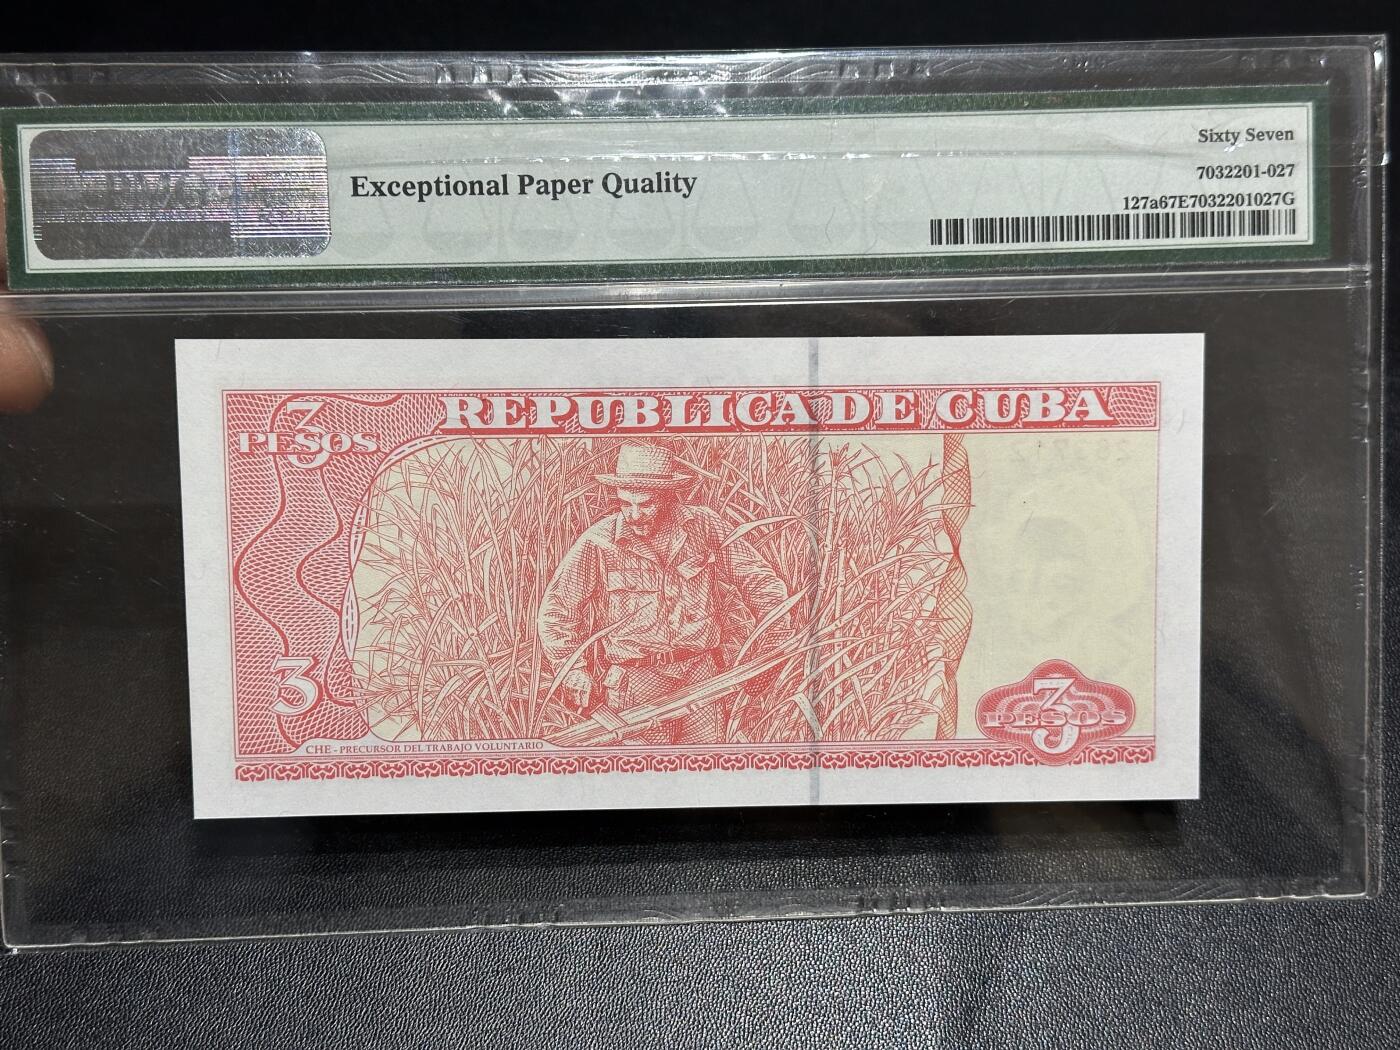 Sixty Seven
Exceptional Paper Quality
7032201-027
127a67E7032201027G
REPUBLICA DE CUBA
3
PESOS
3
3
PESOS
CHE - PRECURSOR DEL TRABAJO VOLUNTARIO